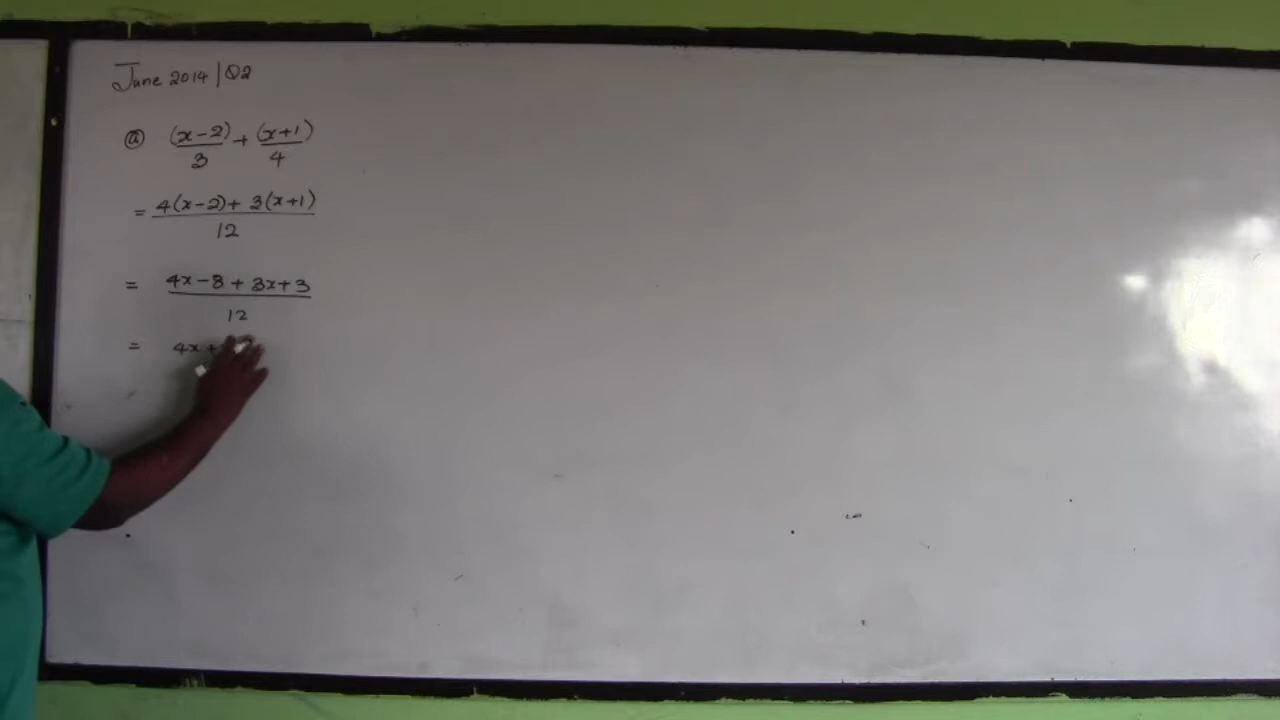 June 2014 | Q2
(a) (x-2)/3 + (x+1)/4
= 4(x-2)+ 3(x+1)
12
= 4x-8 + 3x+3
12
= 4x +